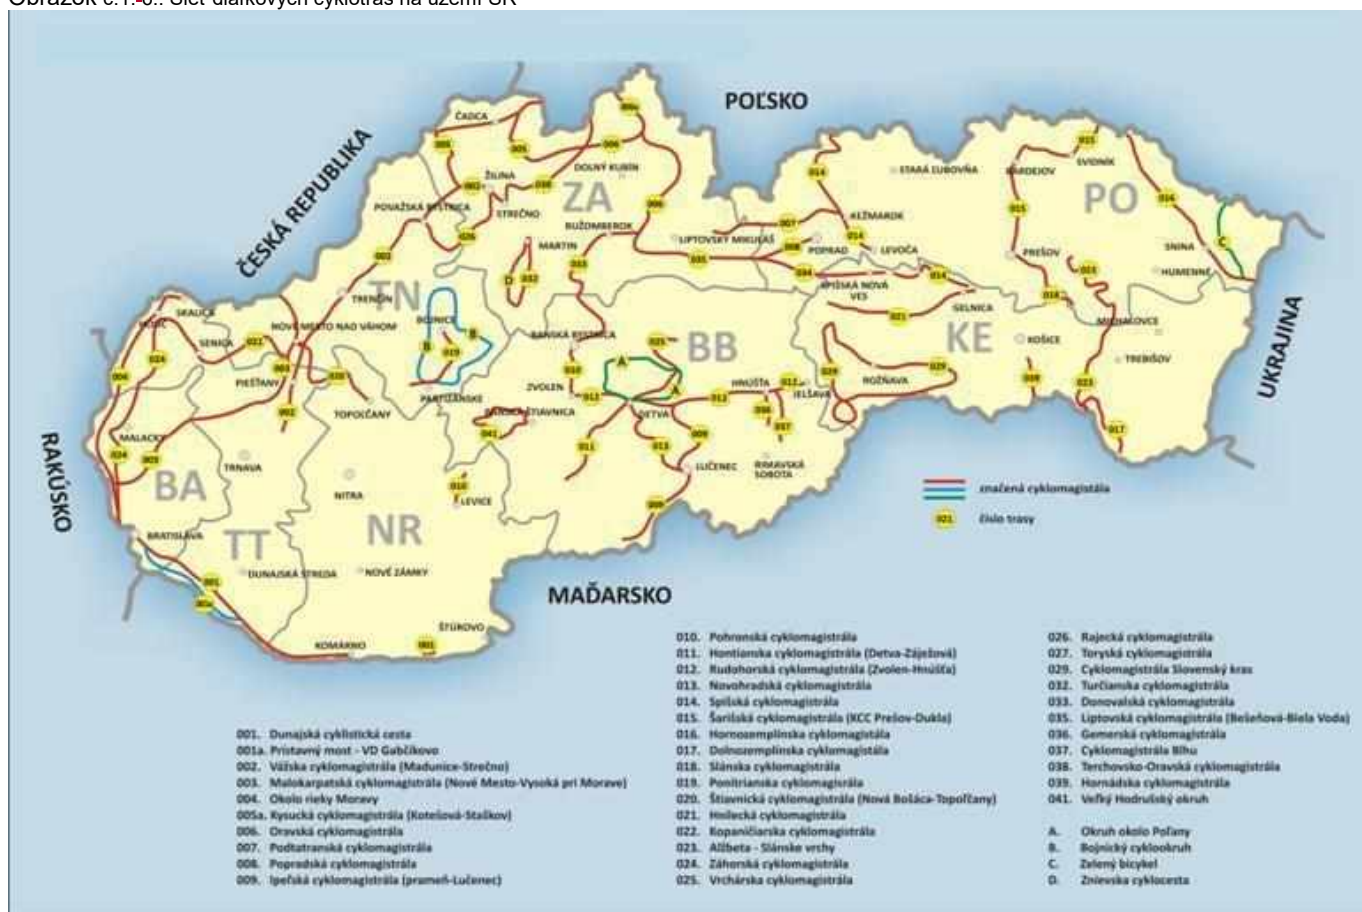 Obrázok č.1.-6.: Sieť diaľkových cyklotrás na území SR
POĽSKO
ČESKÁ REPUBLIKA
RAKÚSKO
MAĎARSKO
UKRAJINA
ZA
PO
TN
BB
KE
BA
TT
NR
ČADCA
ŽILINA
DOLNÝ KUBÍN
STREČNO
POVAŽSKÁ BYSTRICA
RUŽOMBEROK
MARTIN
LIPTOVSKÝ MIKULÁŠ
STARÁ ĽUBOVŇA
KEŽMAROK
POPRAD
LEVOČA
SPIŠSKÁ NOVÁ
VES
BARDEJOV
SVIDNÍK
PREŠOV
SNINA
HUMENNÉ
MICHALOVCE
TREBIŠOV
GELNICA
KOŠICE
ROŽŇAVA
JELŠAVA
HNÚŠŤA
TRENČÍN
SKALICA
HOLÍČ
SENICA
NOVÉ MESTO NAD VÁHOM
PIEŠŤANY
TOPOĽČANY
BOJNICE
PARTIZÁNSKE
BANSKÁ BYSTRICA
ZVOLEN
BANSKÁ ŠTIAVNICA
DETVA
LUČENEC
RIMAVSKÁ
SOBOTA
MALACKY
TRNAVA
NITRA
LEVICE
BRATISLAVA
DUNAJSKÁ STREDA
NOVÉ ZÁMKY
KOMÁRNO
ŠTÚROVO
značená cyklomagistála
021 číslo trasy
001. Dunajská cyklistická cesta
001a. Prístavný most - VD Gabčíkovo
002. Vážska cyklomagistrála (Madunice-Strečno)
003. Malokarpatská cyklomagistrála (Nové Mesto-Vysoká pri Morave)
004. Okolo rieky Moravy
005a. Kysucká cyklomagistrála (Kotešová-Staškov)
006. Oravská cyklomagistrála
007. Podtatranská cyklomagistrála
008. Popradská cyklomagistrála
009. Ipeľská cyklomagistrála (prameň-Lučenec)
010. Pohronská cyklomagistrála
011. Hontianska cyklomagistrála (Detva-Záježová)
012. Rudohorská cyklomagistrála (Zvolen-Hnúšťa)
013. Novohradská cyklomagistrála
014. Spišská cyklomagistrála
015. Šarišská cyklomagistrála (KCC Prešov-Dukla)
016. Hornozemplínska cyklomagistála
017. Dolnozemplínska cyklomagistála
018. Slánska cyklomagistrála
019. Ponitrianska cyklomagistrála
020. Štiavnická cyklomagistrála (Nová Bošáca-Topoľčany)
021. Hnilecká cyklomagistrála
022. Kopaničiarska cyklomagistrála
023. Alžbeta - Slánske vrchy
024. Záhorská cyklomagistrála
025. Vrchárska cyklomagistrála
026. Rajecká cyklomagistrála
027. Toryská cyklomagistrála
029. Cyklomagistrála Slovenský kras
032. Turčianska cyklomagistrála
033. Donovalská cyklomagistrála
035. Liptovská cyklomagistrála (Bešeňová-Biela Voda)
036. Gemerská cyklomagistrála
037. Cyklomagistrála Blhu
038. Terchovsko-Oravská cyklomagistrála
039. Hornádska cyklomagistrála
041. Veľký Hodrušský okruh
A. Okruh okolo Poľany
B. Bojnický cyklookruh
C. Zelený bicykel
D. Znievska cyklocesta